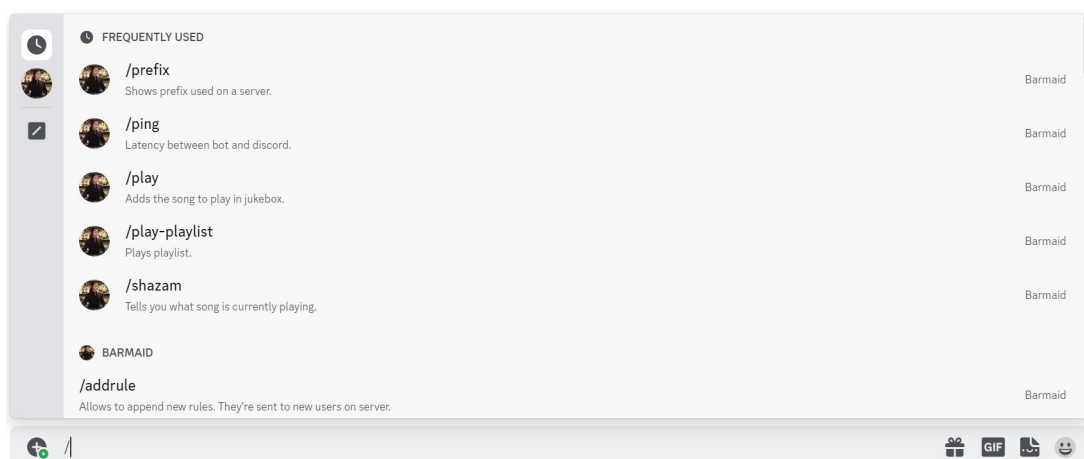 FREQUENTLY USED
/prefix
Shows prefix used on a server.
Barmaid
/ping
Latency between bot and discord.
Barmaid
/play
Adds the song to play in jukebox.
Barmaid
/play-playlist
Plays playlist.
Barmaid
/shazam
Tells you what song is currently playing.
Barmaid
BARMAID
/addrule
Allows to append new rules. They're sent to new users on server.
Barmaid
/
GIF